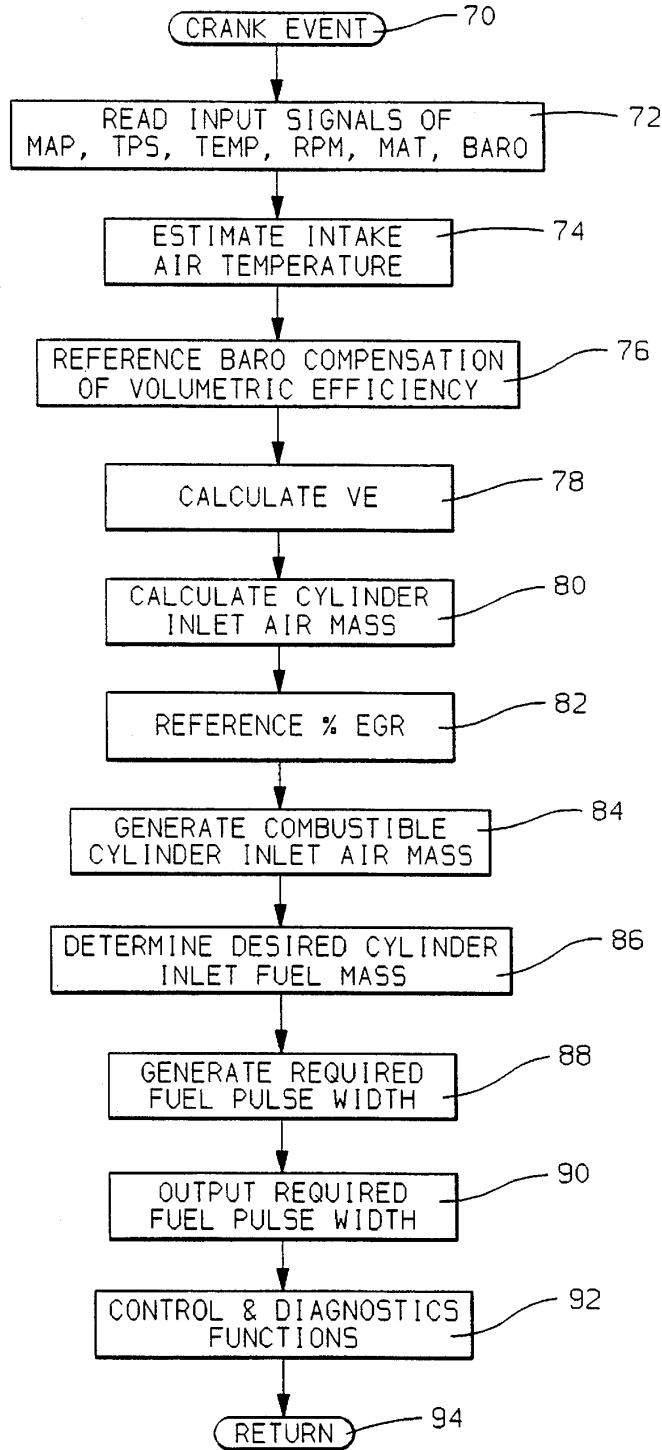 CRANK EVENT
70
READ INPUT SIGNALS OF
MAP, TPS, TEMP, RPM, MAT, BARO
72
ESTIMATE INTAKE
AIR TEMPERATURE
74
REFERENCE BARO COMPENSATION
OF VOLUMETRIC EFFICIENCY
76
CALCULATE VE
78
CALCULATE CYLINDER
INLET AIR MASS
80
REFERENCE % EGR
82
GENERATE COMBUSTIBLE
CYLINDER INLET AIR MASS
84
DETERMINE DESIRED CYLINDER
INLET FUEL MASS
86
GENERATE REQUIRED
FUEL PULSE WIDTH
88
OUTPUT REQUIRED
FUEL PULSE WIDTH
90
CONTROL & DIAGNOSTICS
FUNCTIONS
92
RETURN
94